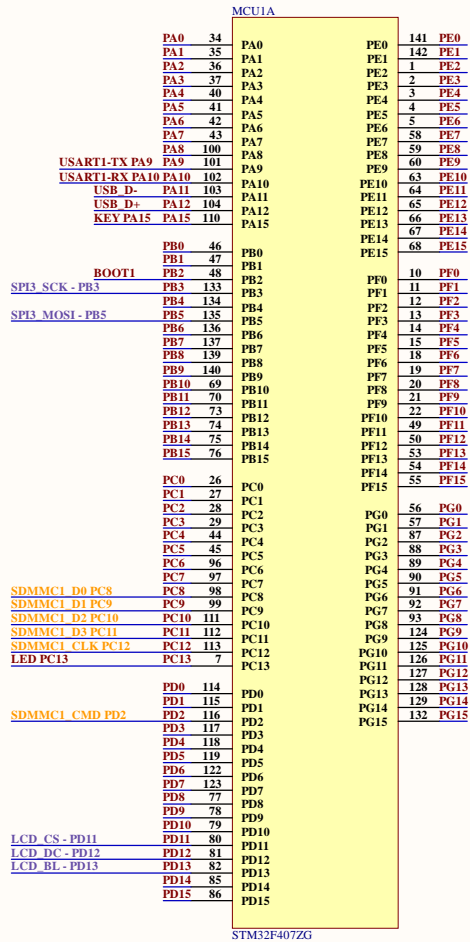 MCU1A
PA0 34 PA0
PA1 35 PA1
PA2 36 PA2
PA3 37 PA3
PA4 40 PA4
PA5 41 PA5
PA6 42 PA6
PA7 43 PA7
PA8 100 PA8
USART1-TX PA9 PA9 101 PA9
USART1-RX PA10 PA10 102 PA10
USB_D- PA11 103 PA11
USB_D+ PA12 104 PA12
KEY PA15 PA15 110 PA15
PB0 46 PB0
PB1 47 PB1
BOOT1 PB2 48 PB2
SPI3_SCK - PB3 PB3 133 PB3
PB4 134 PB4
SPI3_MOSI - PB5 PB5 135 PB5
PB6 136 PB6
PB7 137 PB7
PB8 139 PB8
PB9 140 PB9
PB10 69 PB10
PB11 70 PB11
PB12 73 PB12
PB13 74 PB13
PB14 75 PB14
PB15 76 PB15
PC0 26 PC0
PC1 27 PC1
PC2 28 PC2
PC3 29 PC3
PC4 44 PC4
PC5 45 PC5
PC6 96 PC6
PC7 97 PC7
SDMMC1_D0 PC8 PC8 98 PC8
SDMMC1_D1 PC9 PC9 99 PC9
SDMMC1_D2 PC10 PC10 111 PC10
SDMMC1_D3 PC11 PC11 112 PC11
SDMMC1_CLK PC12 PC12 113 PC12
LED PC13 PC13 7 PC13
PD0 114 PD0
PD1 115 PD1
SDMMC1_CMD PD2 PD2 116 PD2
PD3 117 PD3
PD4 118 PD4
PD5 119 PD5
PD6 122 PD6
PD7 123 PD7
PD8 77 PD8
PD9 78 PD9
PD10 79 PD10
LCD_CS - PD11 PD11 80 PD11
LCD_DC - PD12 PD12 81 PD12
LCD_BL - PD13 PD13 82 PD13
PD14 85 PD14
PD15 86 PD15
PE0 141 PE0
PE1 142 PE1
PE2 1 PE2
PE3 2 PE3
PE4 3 PE4
PE5 4 PE5
PE6 5 PE6
PE7 58 PE7
PE8 59 PE8
PE9 60 PE9
PE10 63 PE10
PE11 64 PE11
PE12 65 PE12
PE13 66 PE13
PE14 67 PE14
PE15 68 PE15
PF0 10 PF0
PF1 11 PF1
PF2 12 PF2
PF3 13 PF3
PF4 14 PF4
PF5 15 PF5
PF6 18 PF6
PF7 19 PF7
PF8 20 PF8
PF9 21 PF9
PF10 22 PF10
PF11 49 PF11
PF12 50 PF12
PF13 53 PF13
PF14 54 PF14
PF15 55 PF15
PG0 56 PG0
PG1 57 PG1
PG2 87 PG2
PG3 88 PG3
PG4 89 PG4
PG5 90 PG5
PG6 91 PG6
PG7 92 PG7
PG8 93 PG8
PG9 124 PG9
PG10 125 PG10
PG11 126 PG11
PG12 127 PG12
PG13 128 PG13
PG14 129 PG14
PG15 132 PG15
STM32F407ZG